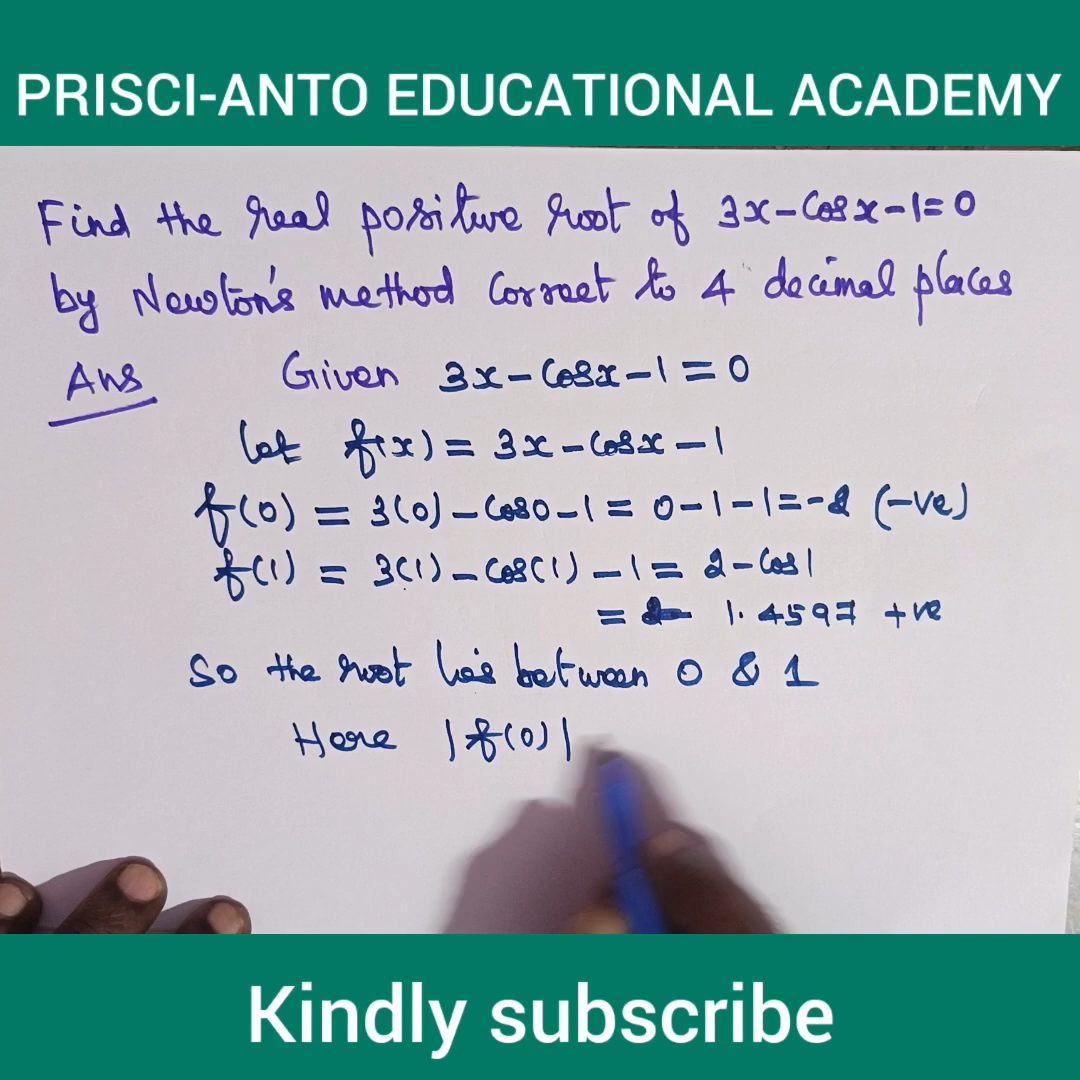 PRISCI-ANTO EDUCATIONAL ACADEMY
Find the real positive root of 3x-cosx-1=0
by Newton's method correct to 4 decimal places
Ans Given 3x-cosx-1=0
Let f(x) = 3x-cosx-1
f(0) = 3(0)-cos0-1= 0-1-1=-2 (-ve)
f(1) = 3(1)-cos(1)-1= 2-cos1
= 1.4597 +ve
So the root lies between 0 & 1
Here |f(0)|
Kindly subscribe